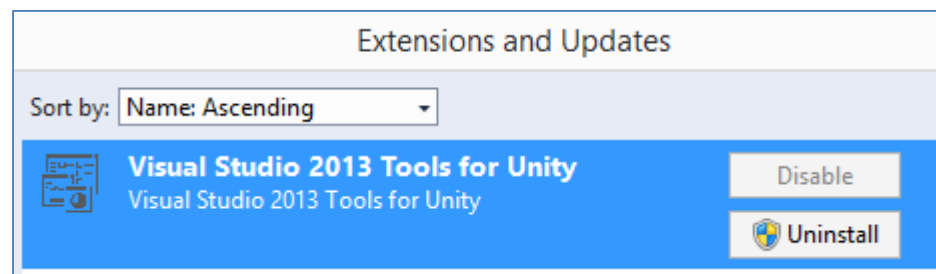 Extensions and Updates
Sort by: Name: Ascending
Visual Studio 2013 Tools for Unity
Visual Studio 2013 Tools for Unity
Disable
Uninstall